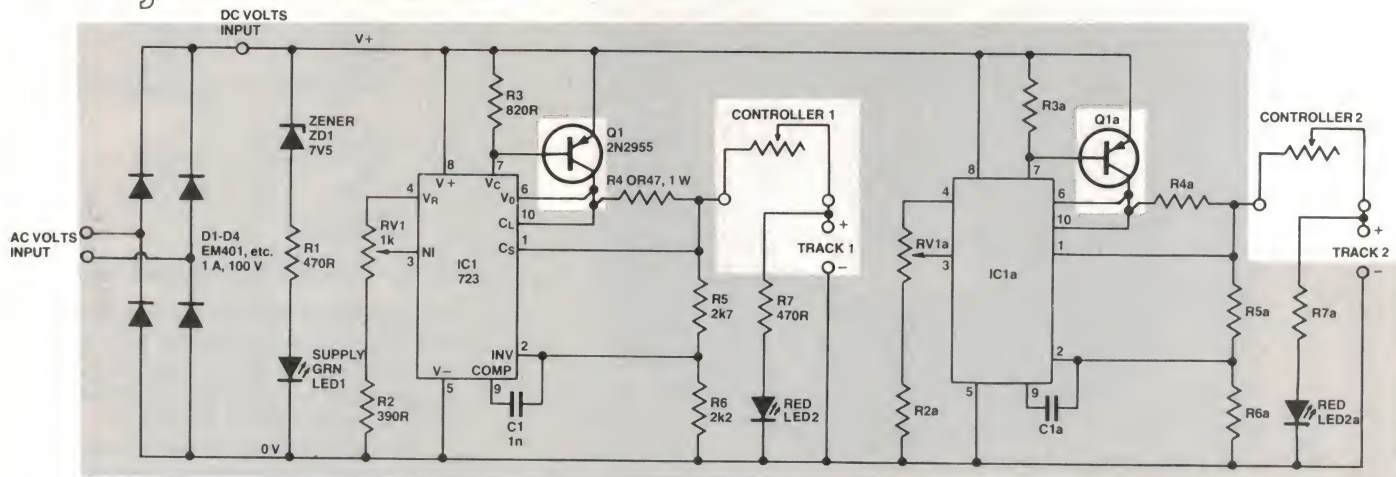 DC VOLTS
INPUT
V+
AC VOLTS
INPUT
D1-D4
EM401, etc.
1 A, 100 V
ZENER
ZD1
7V5
R1
470R
SUPPLY
GRN
LED1
0 V
RV1
1k
R2
390R
R3
820R
Q1
2N2955
8
V+
7
VC
4
VR
6
VO
10
CL
NI
3
1
CS
IC1
723
INV
2
COMP
V−
5
9
C1
1n
R4 OR47, 1 W
R5
2k7
R6
2k2
CONTROLLER 1
+
TRACK 1
−
R7
470R
RED
LED2
R3a
Q1a
8
7
4
RV1a
3
6
10
1
IC1a
2
5
9
C1a
R2a
R4a
R5a
R6a
CONTROLLER 2
+
TRACK 2
−
R7a
RED
LED2a